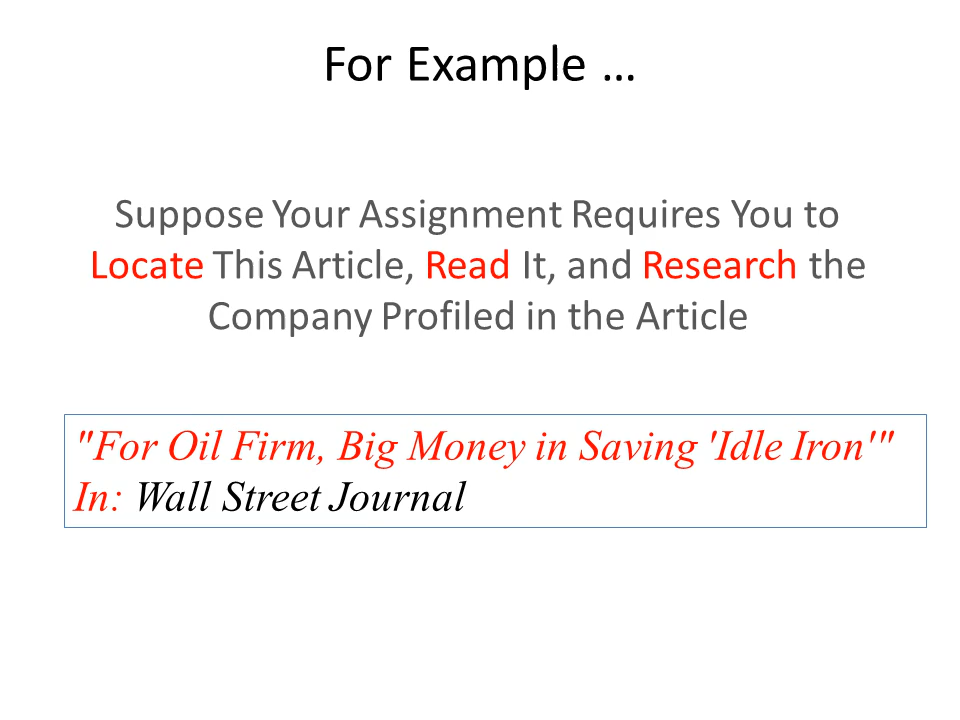 For Example …
Suppose Your Assignment Requires You to
Locate This Article, Read It, and Research the
Company Profiled in the Article
"For Oil Firm, Big Money in Saving 'Idle Iron'"
In: Wall Street Journal